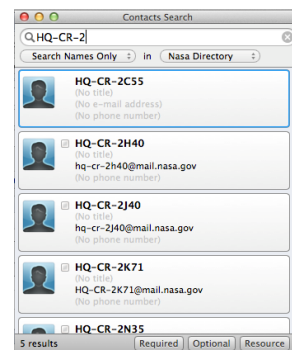 Contacts Search
HQ-CR-2
Search Names Only in Nasa Directory
HQ-CR-2C55
(No title)
(No e-mail address)
(No phone number)
HQ-CR-2H40
(No title)
hq-cr-2h40@mail.nasa.gov
(No phone number)
HQ-CR-2J40
(No title)
hq-cr-2J40@mail.nasa.gov
(No phone number)
HQ-CR-2K71
(No title)
HQ-CR-2K71@mail.nasa.gov
(No phone number)
HQ-CR-2N35
5 results Required Optional Resource